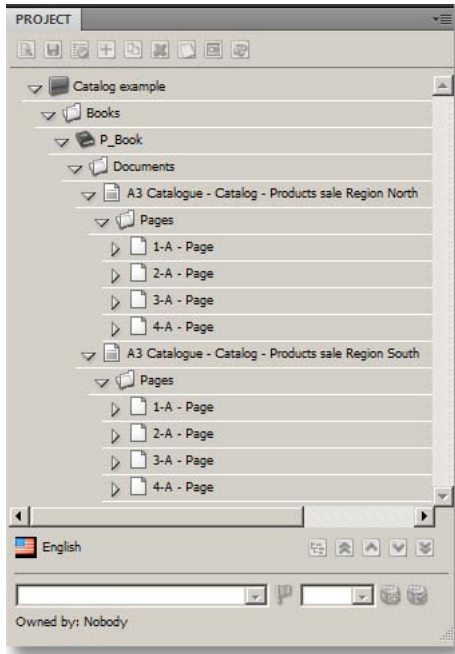 PROJECT
Catalog example
Books
P_Book
Documents
A3 Catalogue - Catalog - Products sale Region North
Pages
1-A - Page
2-A - Page
3-A - Page
4-A - Page
A3 Catalogue - Catalog - Products sale Region South
Pages
1-A - Page
2-A - Page
3-A - Page
4-A - Page
English
Owned by: Nobody